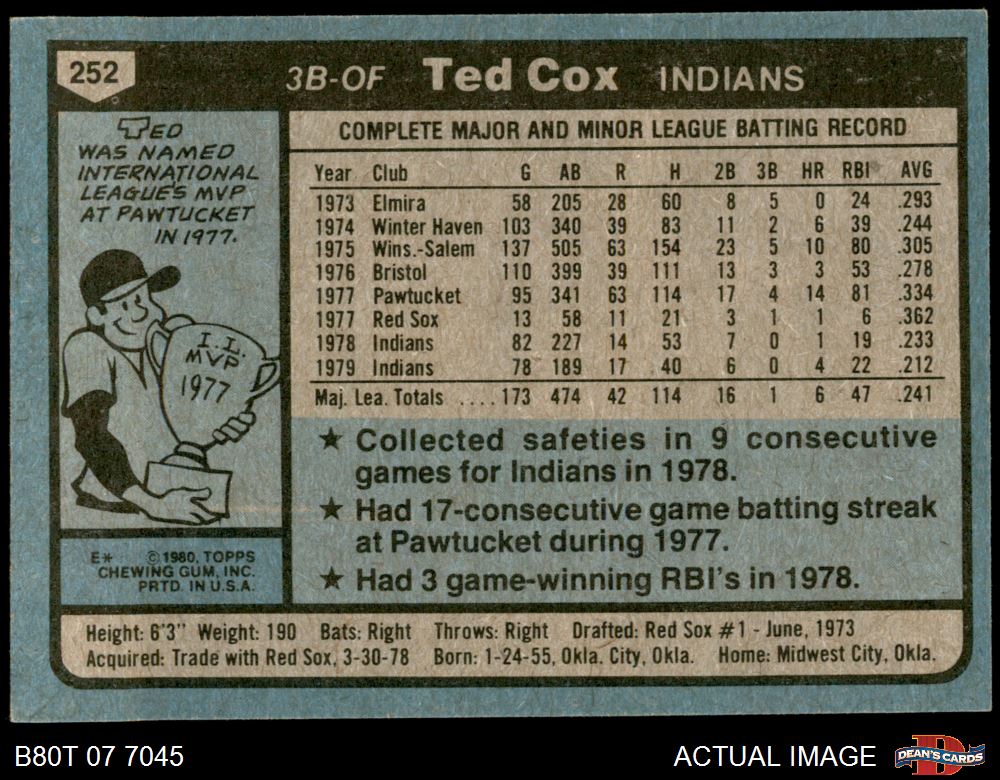 252
3B-OF Ted Cox INDIANS
TED
WAS NAMED
INTERNATIONAL
LEAGUE'S MVP
AT PAWTUCKET
IN 1977.
I.L.
MVP
1977
E* © 1980, TOPPS
CHEWING GUM, INC.
PRTD. IN U.S.A.
COMPLETE MAJOR AND MINOR LEAGUE BATTING RECORD
Year Club G AB R H 2B 3B HR RBI AVG
1973 Elmira 58 205 28 60 8 5 0 24 .293
1974 Winter Haven 103 340 39 83 11 2 6 39 .244
1975 Wins.-Salem 137 505 63 154 23 5 10 80 .305
1976 Bristol 110 399 39 111 13 3 3 53 .278
1977 Pawtucket 95 341 63 114 17 4 14 81 .334
1977 Red Sox 13 58 11 21 3 1 1 6 .362
1978 Indians 82 227 14 53 7 0 1 19 .233
1979 Indians 78 189 17 40 6 0 4 22 .212
Maj. Lea. Totals ....173 474 42 114 16 1 6 47 .241
★ Collected safeties in 9 consecutive
games for Indians in 1978.
★ Had 17-consecutive game batting streak
at Pawtucket during 1977.
★ Had 3 game-winning RBI's in 1978.
Height: 6'3" Weight: 190 Bats: Right Throws: Right Drafted: Red Sox #1 - June, 1973
Acquired: Trade with Red Sox, 3-30-78 Born: 1-24-55, Okla. City, Okla. Home: Midwest City, Okla.
B80T 07 7045
ACTUAL IMAGE
D
DEAN'S CARDS